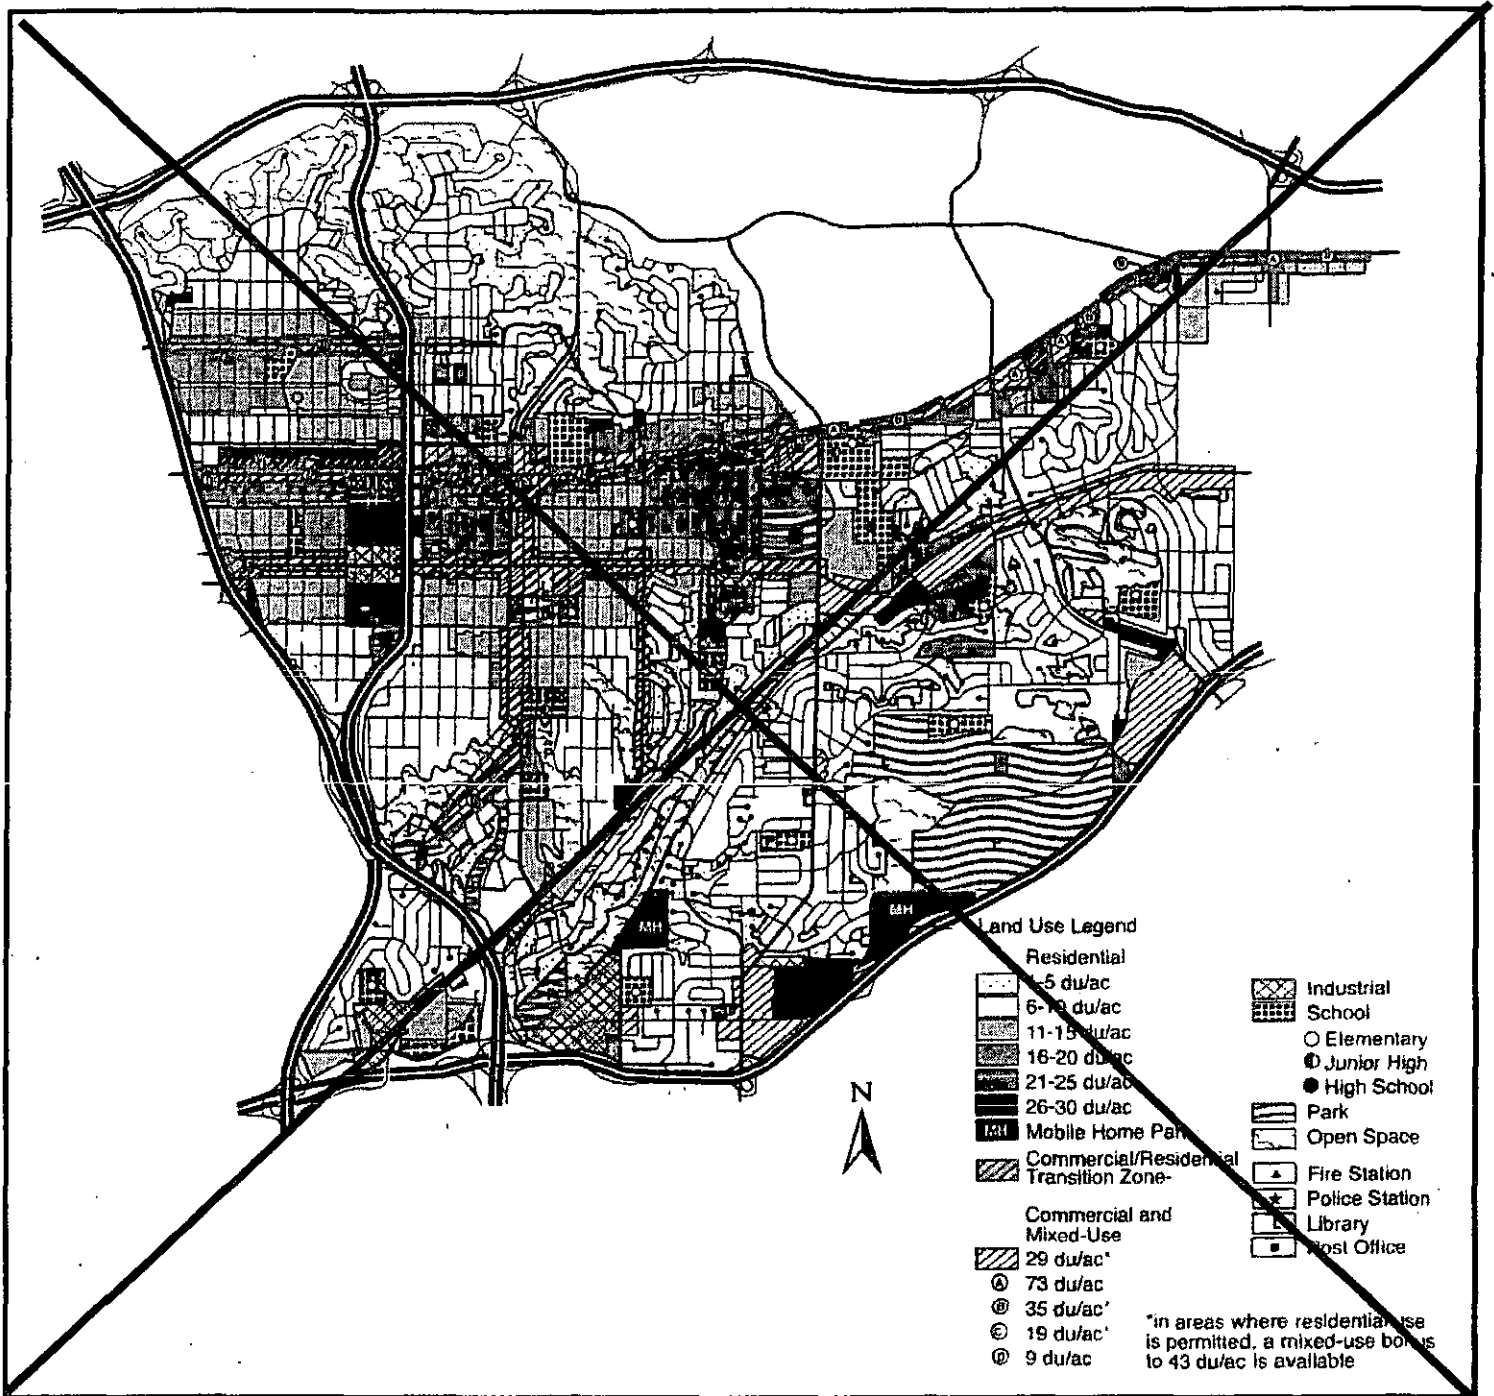 MH
MH
Land Use Legend
Residential
1-5 du/ac
6-10 du/ac
11-15 du/ac
16-20 du/ac
21-25 du/ac
26-30 du/ac
MH Mobile Home Park
Commercial/Residential
Transition Zone-
Commercial and
Mixed-Use
29 du/ac*
A 73 du/ac
B 35 du/ac*
C 19 du/ac*
D 9 du/ac
N
Industrial
School
Elementary
Junior High
High School
Park
Open Space
Fire Station
Police Station
L Library
Post Office
*in areas where residential use
is permitted, a mixed-use bonus
to 43 du/ac is available